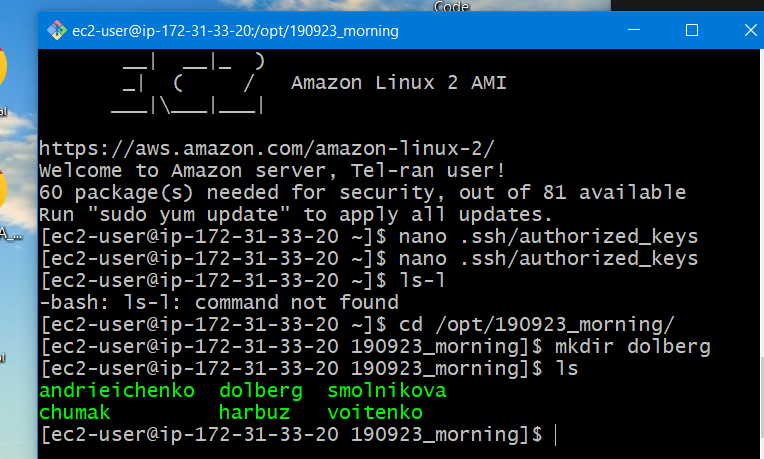 Code
ec2-user@ip-172-31-33-20:/opt/190923_morning
__|  __|_  )
_|  (     /   Amazon Linux 2 AMI
___|\___|___|
https://aws.amazon.com/amazon-linux-2/
Welcome to Amazon server, Tel-ran user!
60 package(s) needed for security, out of 81 available
Run "sudo yum update" to apply all updates.
[ec2-user@ip-172-31-33-20 ~]$ nano .ssh/authorized_keys
[ec2-user@ip-172-31-33-20 ~]$ nano .ssh/authorized_keys
[ec2-user@ip-172-31-33-20 ~]$ ls-l
-bash: ls-l: command not found
[ec2-user@ip-172-31-33-20 ~]$ cd /opt/190923_morning/
[ec2-user@ip-172-31-33-20 190923_morning]$ mkdir dolberg
[ec2-user@ip-172-31-33-20 190923_morning]$ ls
andrieichenko  dolberg  smolnikova
chumak         harbuz   voitenko
[ec2-user@ip-172-31-33-20 190923_morning]$